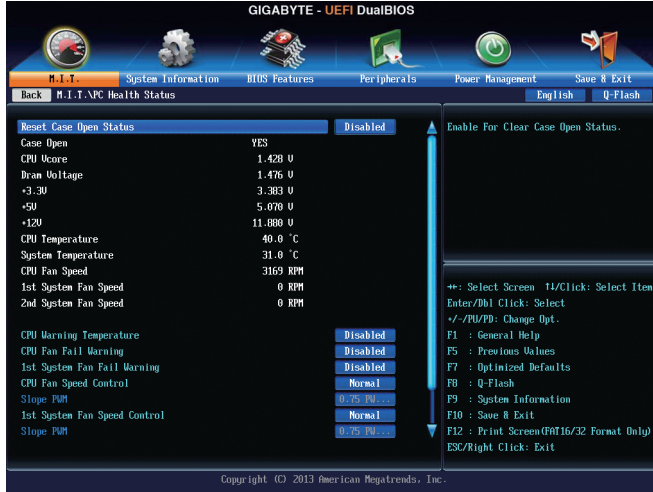 GIGABYTE - UEFI DualBIOS
M.I.T. System Information BIOS Features Peripherals Power Management Save & Exit
Back M.I.T.\PC Health Status English Q-Flash
Reset Case Open Status Disabled
Case Open YES
CPU Vcore 1.428 V
Dram Voltage 1.476 V
+3.3V 3.383 V
+5V 5.070 V
+12V 11.880 V
CPU Temperature 40.0 °C
System Temperature 31.0 °C
CPU Fan Speed 3169 RPM
1st System Fan Speed 0 RPM
2nd System Fan Speed 0 RPM
CPU Warning Temperature Disabled
CPU Fan Fail Warning Disabled
1st System Fan Fail Warning Disabled
CPU Fan Speed Control Normal
Slope PWM 0.75 PW...
1st System Fan Speed Control Normal
Slope PWM 0.75 PW...
Enable For Clear Case Open Status.
→←: Select Screen ↑↓/Click: Select Item
Enter/Dbl Click: Select
+/-/PU/PD: Change Opt.
F1 : General Help
F5 : Previous Values
F7 : Optimized Defaults
F8 : Q-Flash
F9 : System Information
F10 : Save & Exit
F12 : Print Screen(FAT16/32 Format Only)
ESC/Right Click: Exit
Copyright (C) 2013 American Megatrends, Inc.